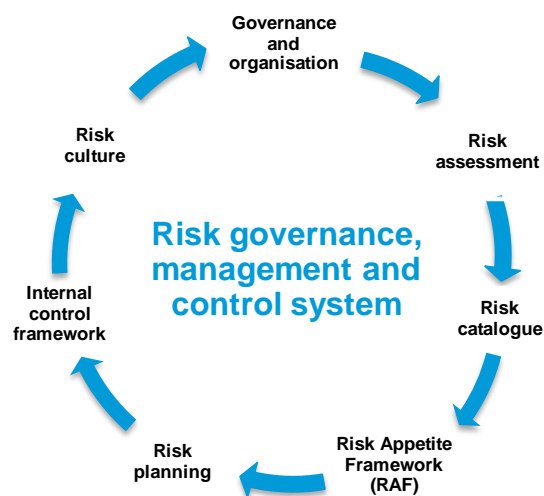 Governance
and
organisation
Risk
assessment
Risk
catalogue
Risk Appetite
Framework
(RAF)
Risk
planning
Internal
control
framework
Risk
culture
Risk governance,
management and
control system